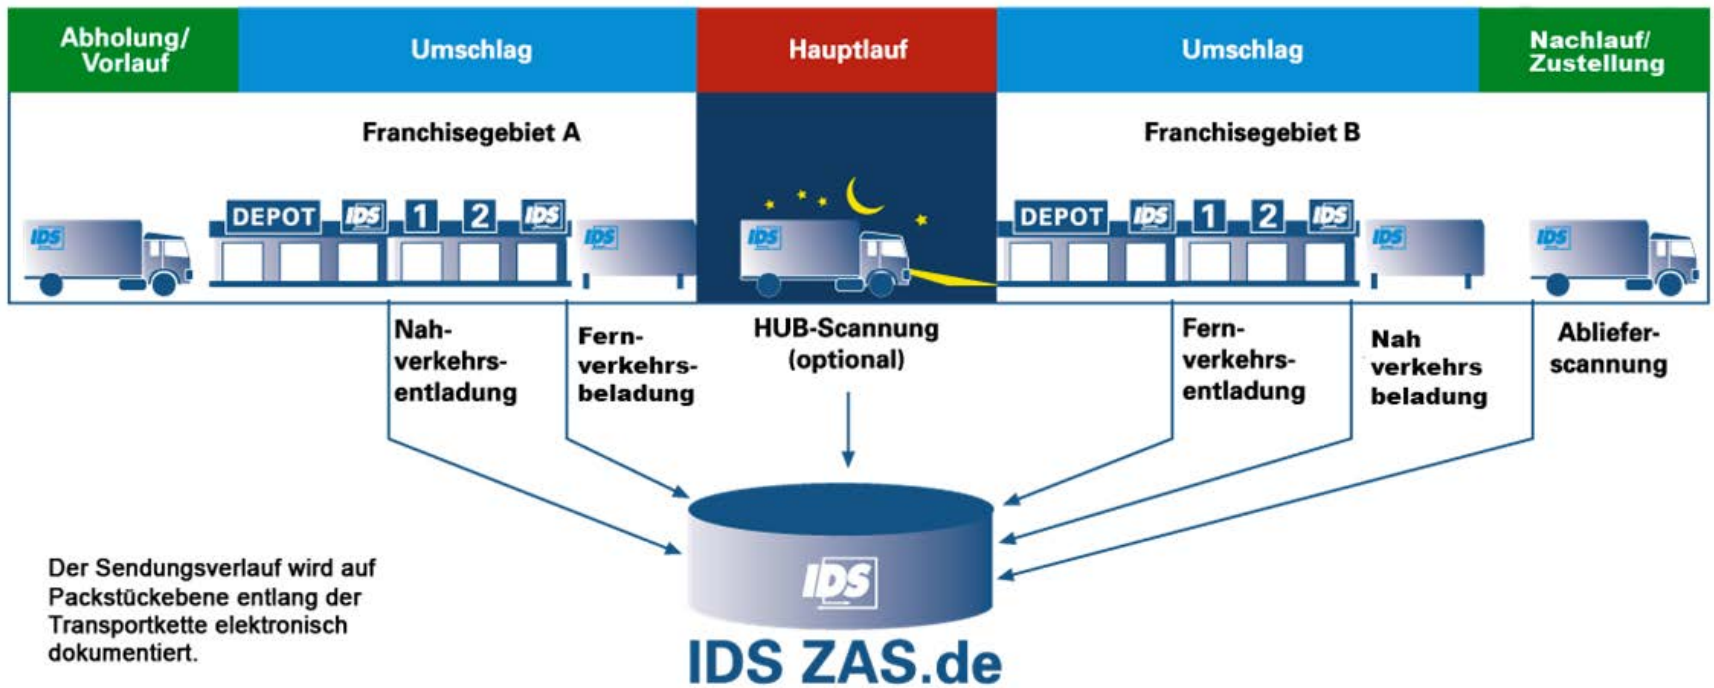 Abholung/
Vorlauf
Umschlag
Hauptlauf
Umschlag
Nachlauf/
Zustellung
Franchisegebiet A
Franchisegebiet B
IDS
DEPOT IDS 1 2 IDS
IDS
IDS
DEPOT IDS 1 2 IDS
IDS
IDS
Nah-
verkehrs-
entladung
Fern-
verkehrs-
beladung
HUB-Scannung
(optional)
Fern-
verkehrs-
entladung
Nah
verkehrs
beladung
Abliefer-
scannung
Der Sendungsverlauf wird auf
Packstückebene entlang der
Transportkette elektronisch
dokumentiert.
IDS
IDS ZAS.de